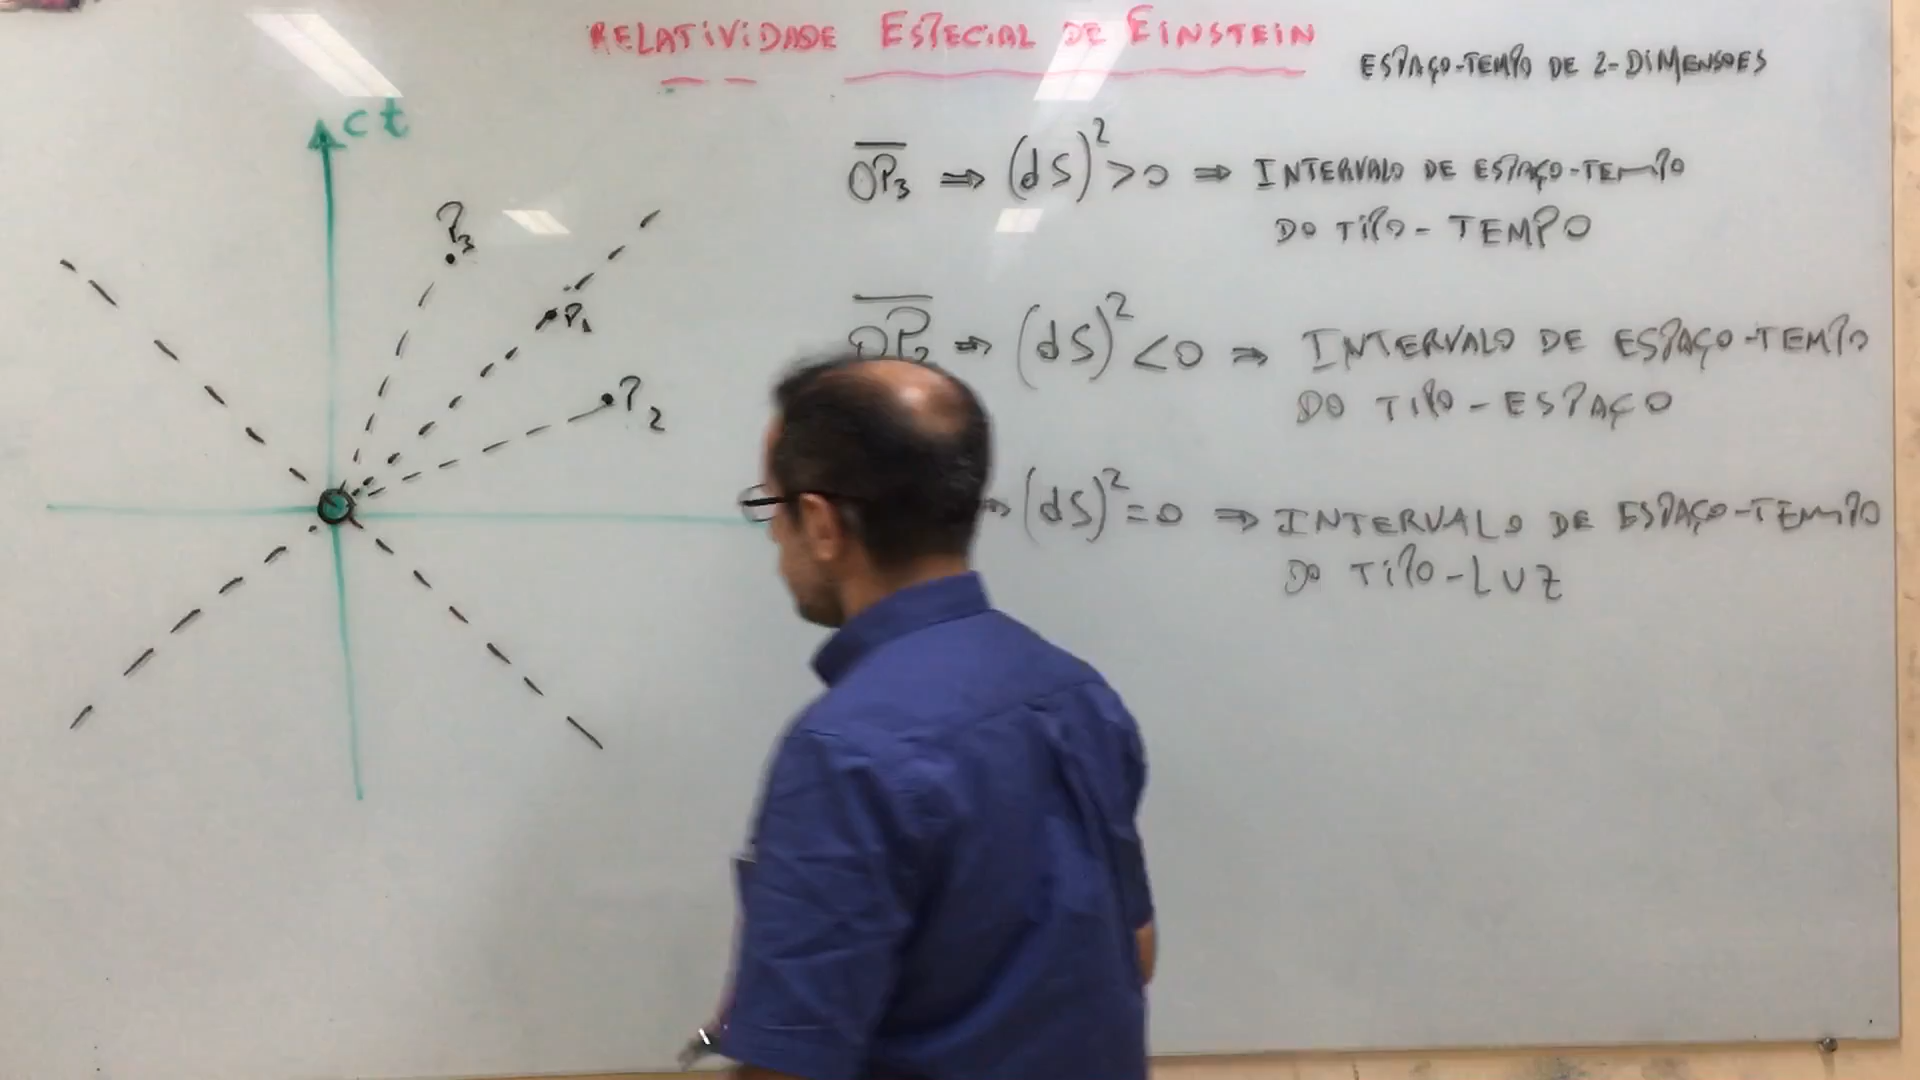 RELATIVIDADE ESPECIAL DE EINSTEIN
ESPAÇO-TEMPO DE 2-DIMENSOES
ct
P3
P1
P2
OP3 ⇒ (dS)² > 0 ⇒ INTERVALO DE ESPAÇO-TEMPO
DO TIPO-TEMPO
OP2 ⇒ (dS)² < 0 ⇒ INTERVALO DE ESPAÇO-TEMPO
DO TIPO-ESPAÇO
⇒ (dS)² = 0 ⇒ INTERVALO DE ESPAÇO-TEMPO
DO TIPO-LUZ